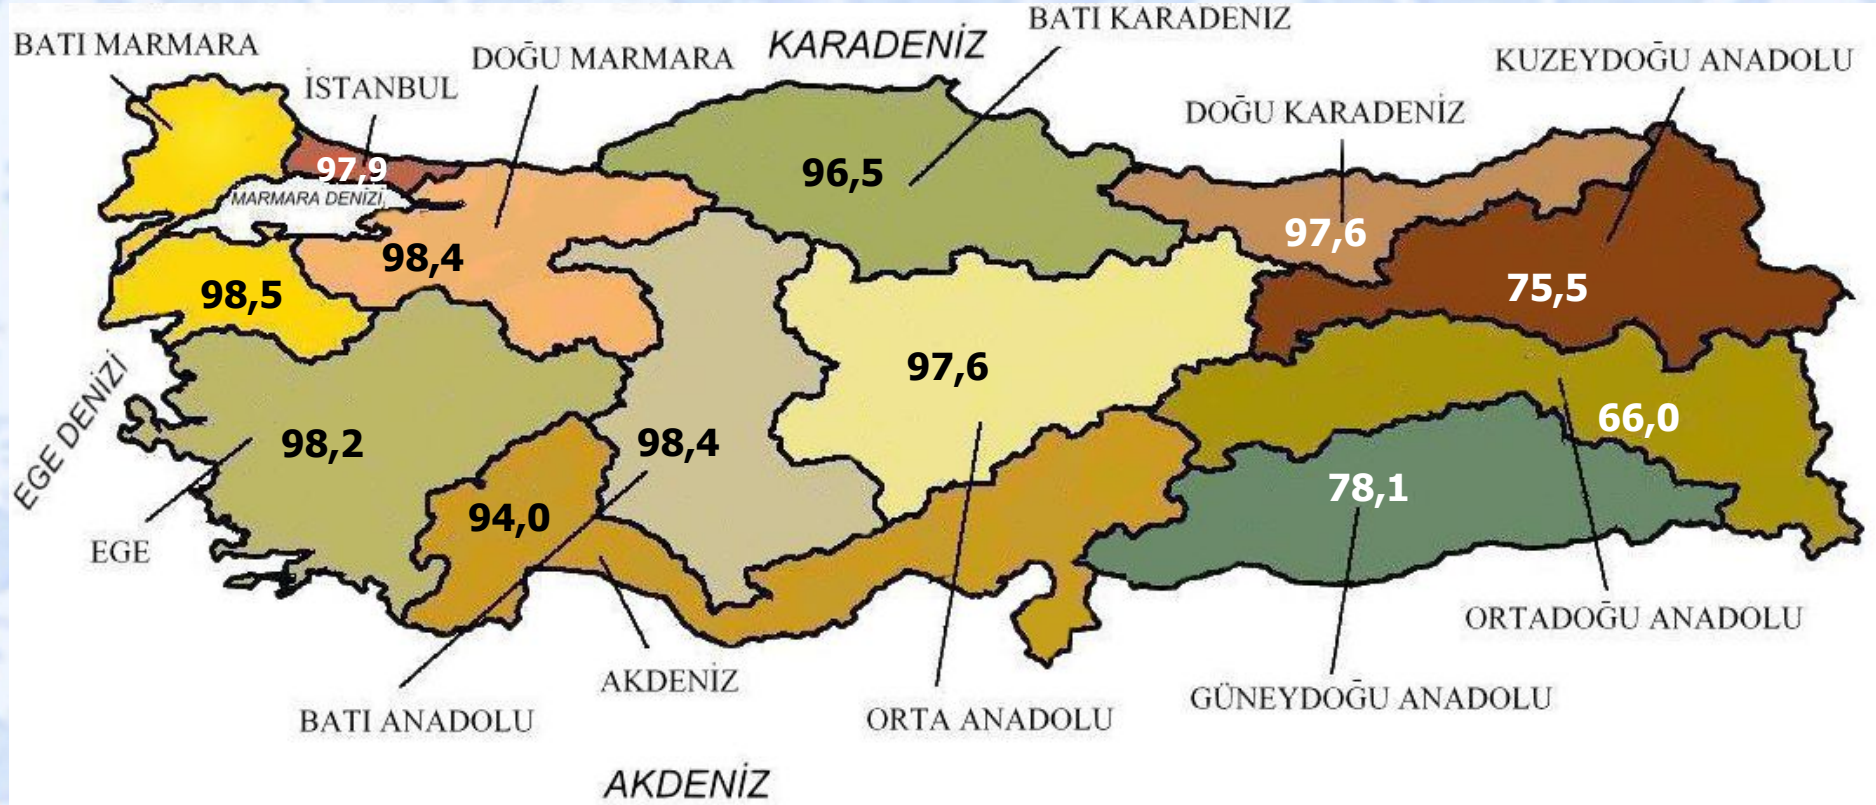 BATI KARADENIZ
BATI MARMARA
KARADENİZ
DOĞU MARMARA
KUZEYDOĞU ANADOLU
İSTANBUL
DOĞU KARADENİZ
97,9
96,5
MARMARA DENİZİ
97,6
98,4
98,5
75,5
EGE DENİZİ
97,6
66,0
98,2
98,4
78,1
94,0
EGE
ORTADOĞU ANADOLU
AKDENİZ
GÜNEYDOĞU ANADOLU
BATI ANADOLU
ORTA ANADOLU
AKDENİZ